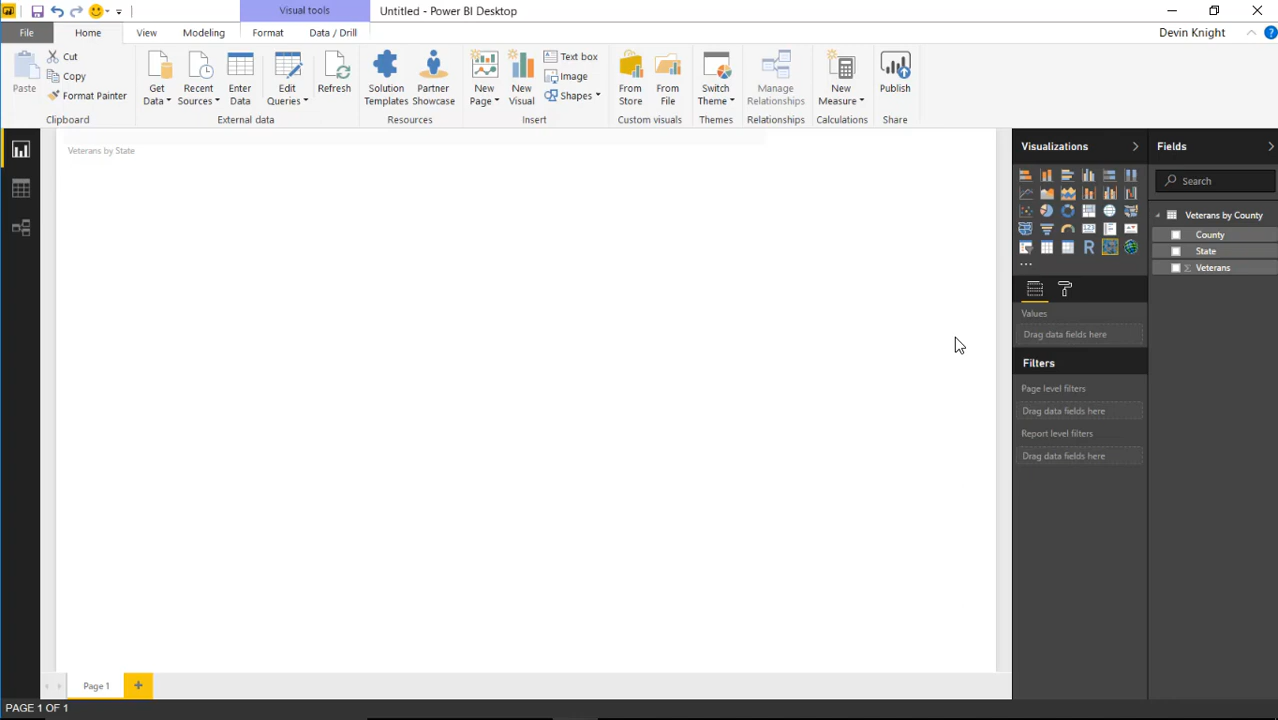 Visual tools
Untitled - Power BI Desktop
File
Home
View
Modeling
Format
Data / Drill
Devin Knight
?
Paste
Cut
Copy
Format Painter
Get Data
Recent Sources
Enter Data
Edit Queries
Refresh
Solution Templates
Partner Showcase
New Page
New Visual
Text box
Image
Shapes
From Store
From File
Switch Theme
Manage Relationships
New Measure
Publish
Clipboard
External data
Resources
Insert
Custom visuals
Themes
Relationships
Calculations
Share
Veterans by State
Visualizations
R
123
Values
Drag data fields here
Filters
Page level filters
Drag data fields here
Report level filters
Drag data fields here
Fields
Search
Veterans by County
County
State
Σ Veterans
Page 1
+
PAGE 1 OF 1